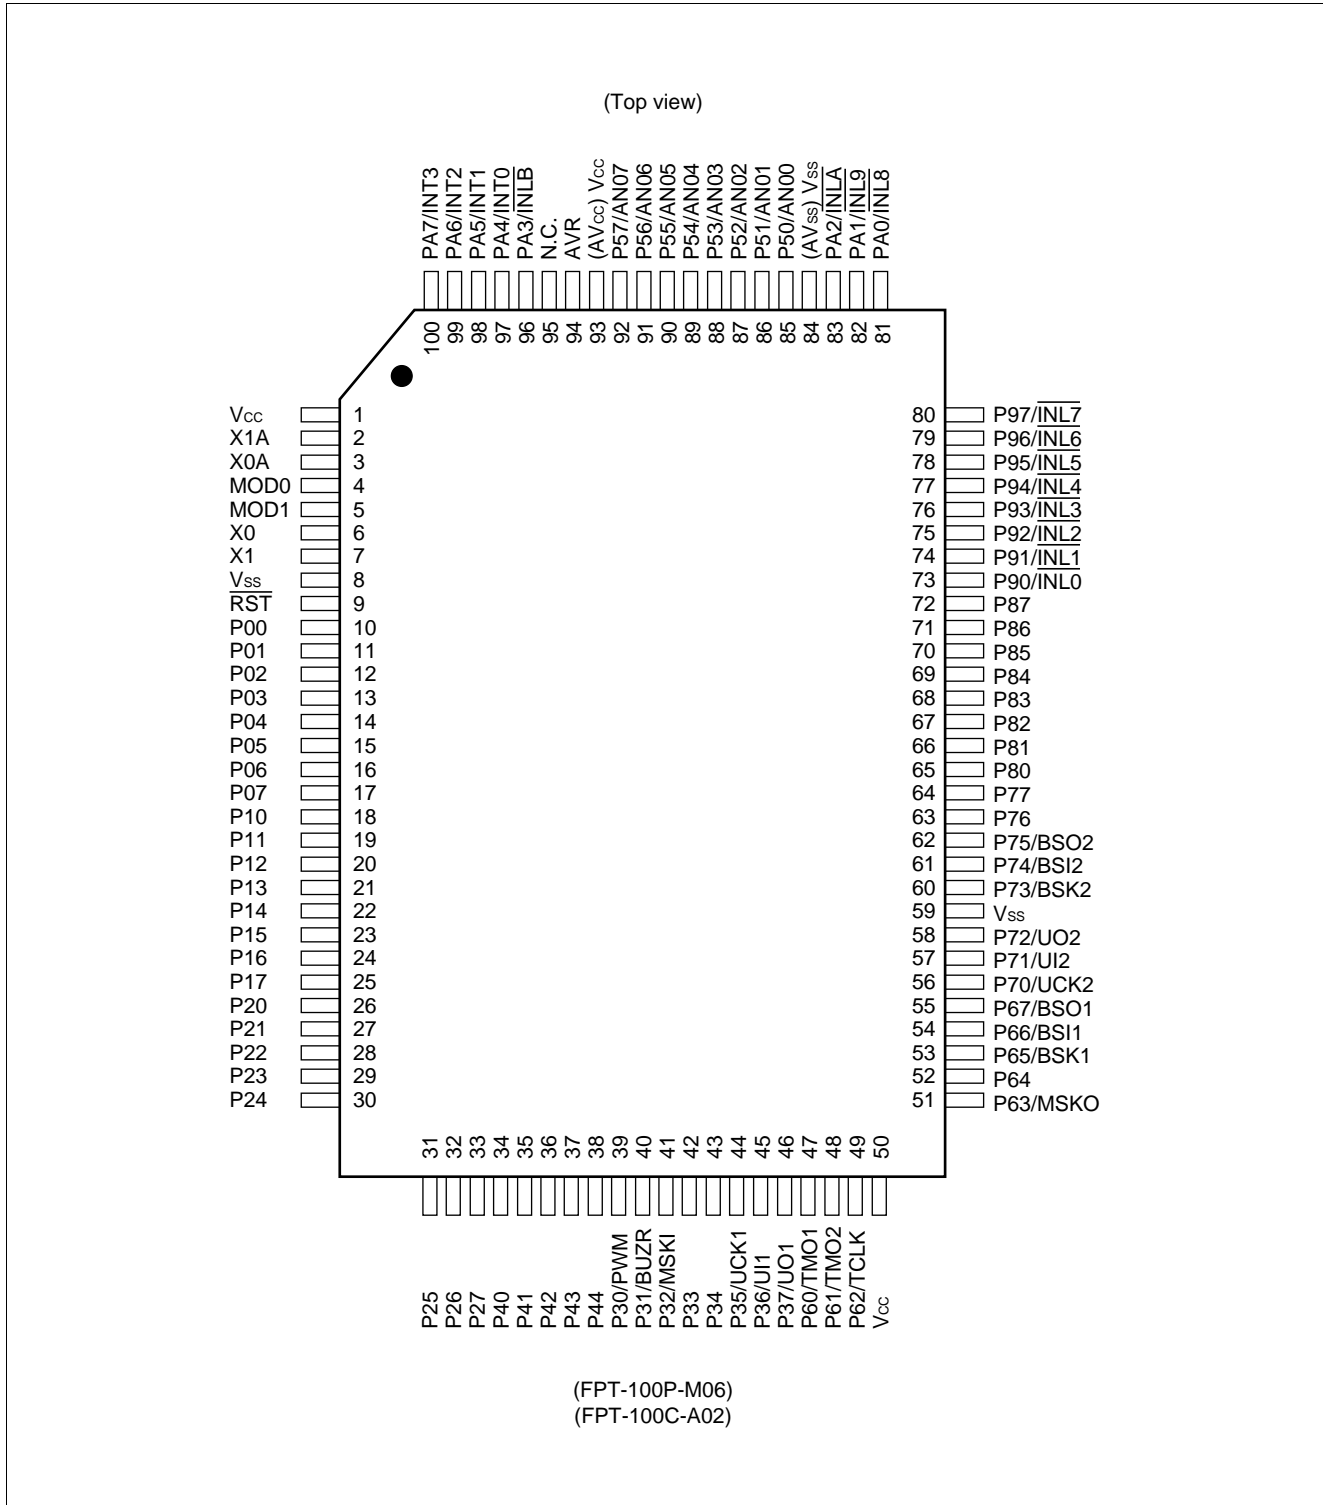 (Top view)
PA7/INT3
PA6/INT2
PA5/INT1
PA4/INT0
PA3/INLB
N.C.
AVR
(AVcc) Vcc
P57/AN07
P56/AN06
P55/AN05
P54/AN04
P53/AN03
P52/AN02
P51/AN01
P50/AN00
(AVss) Vss
PA2/INLA
PA1/INL9
PA0/INL8
100 99 98 97 96 95 94 93 92 91 90 89 88 87 86 85 84 83 82 81
Vcc 1 80 P97/INL7
X1A 2 79 P96/INL6
X0A 3 78 P95/INL5
MOD0 4 77 P94/INL4
MOD1 5 76 P93/INL3
X0 6 75 P92/INL2
X1 7 74 P91/INL1
Vss 8 73 P90/INL0
RST 9 72 P87
P00 10 71 P86
P01 11 70 P85
P02 12 69 P84
P03 13 68 P83
P04 14 67 P82
P05 15 66 P81
P06 16 65 P80
P07 17 64 P77
P10 18 63 P76
P11 19 62 P75/BSO2
P12 20 61 P74/BSI2
P13 21 60 P73/BSK2
P14 22 59 Vss
P15 23 58 P72/UO2
P16 24 57 P71/UI2
P17 25 56 P70/UCK2
P20 26 55 P67/BSO1
P21 27 54 P66/BSI1
P22 28 53 P65/BSK1
P23 29 52 P64
P24 30 51 P63/MSKO
31 32 33 34 35 36 37 38 39 40 41 42 43 44 45 46 47 48 49 50
P25
P26
P27
P40
P41
P42
P43
P44
P30/PWM
P31/BUZR
P32/MSKI
P33
P34
P35/UCK1
P36/UI1
P37/UO1
P60/TMO1
P61/TMO2
P62/TCLK
Vcc
(FPT-100P-M06)
(FPT-100C-A02)